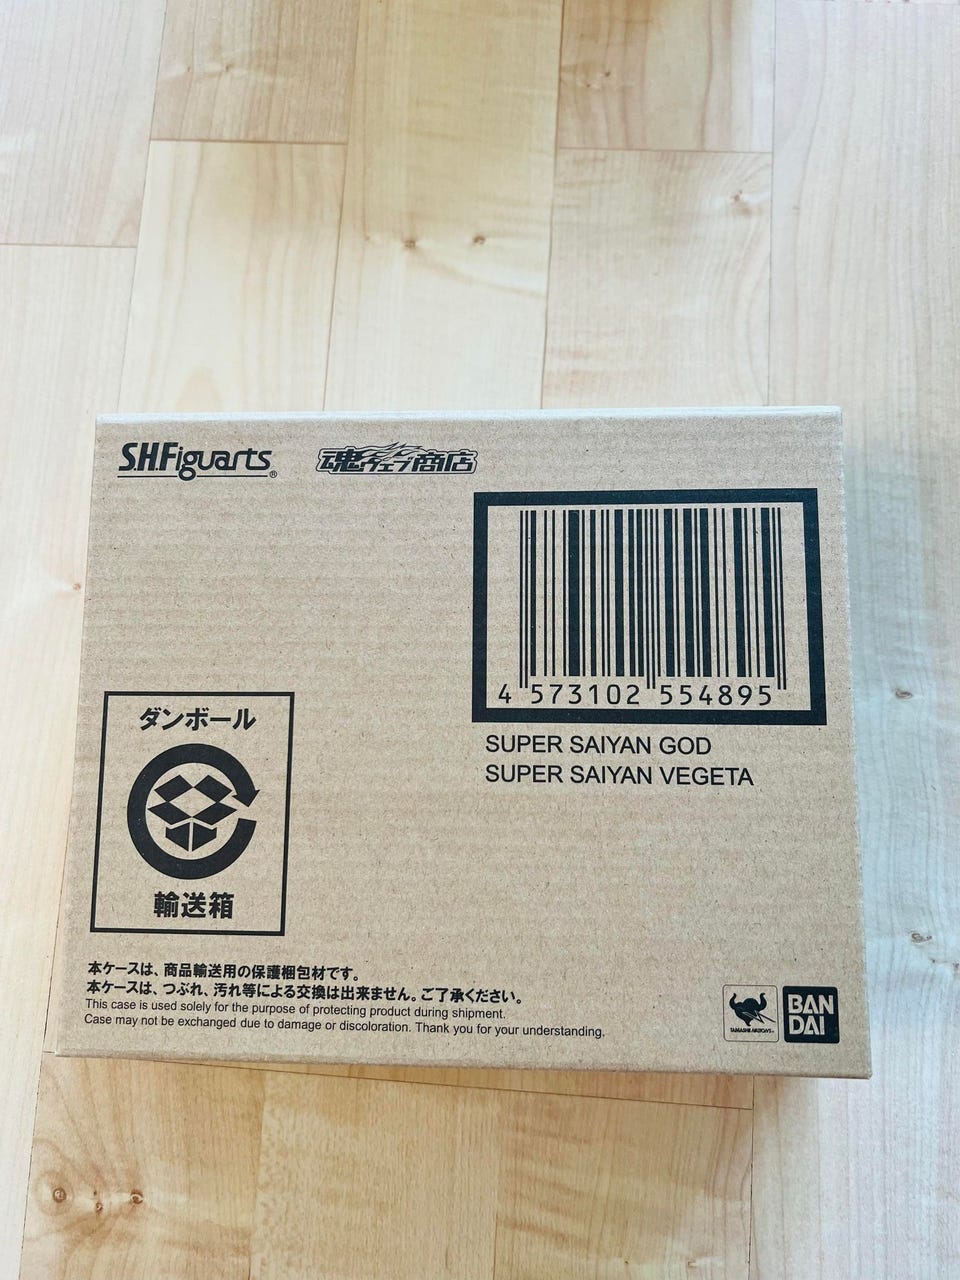 S.H.Figuarts®
魂ウェブ商店
4 573102 554895
SUPER SAIYAN GOD
SUPER SAIYAN VEGETA
ダンボール
輸送箱
本ケースは、商品輸送用の保護梱包材です。
本ケースは、つぶれ、汚れ等による交換は出来ません。ご了承ください。
This case is used solely for the purpose of protecting product during shipment.
Case may not be exchanged due to damage or discoloration. Thank you for your understanding.
TAMASHII NATIONS
BAN
DAI